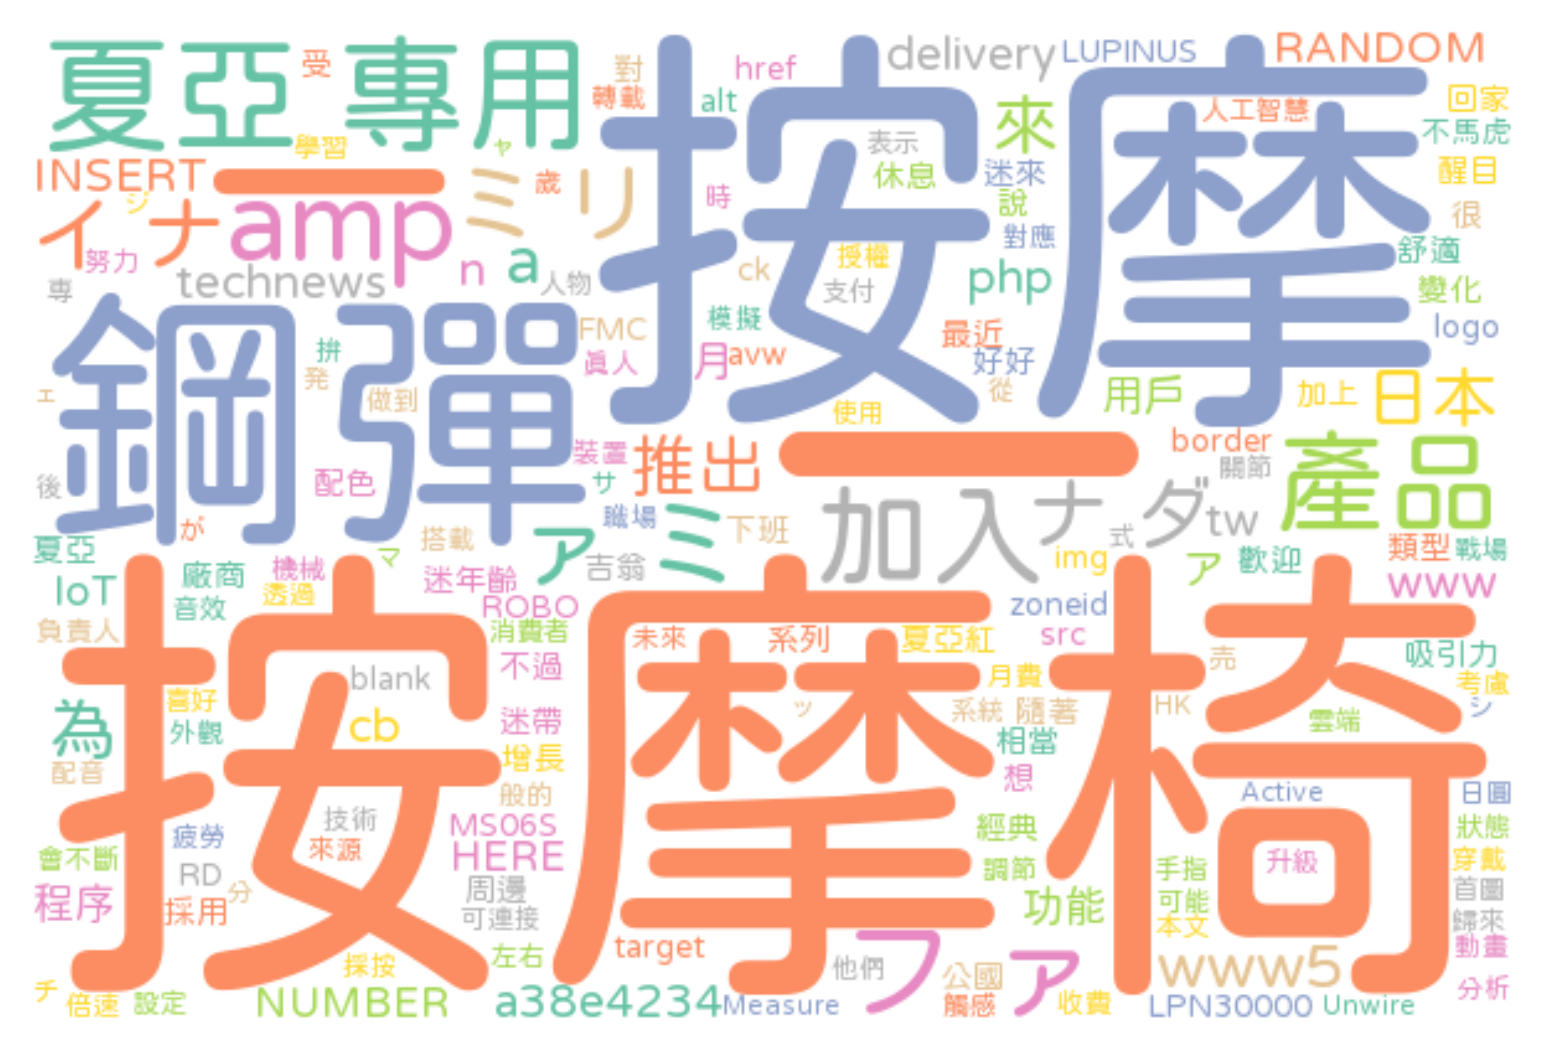 夏亞專用
受
對
轉載
href
alt
按摩
delivery
LUPINUS
RANDOM
人工智慧
回家
不馬虎
醒目
很
學習
ャ
INSERT
ー
ジ
イナ
amp
ミリ
歲
時
表示
休息
來
迷來
說
對應
舒適
變化
努力
専
technews
n
a
人物
ck
授權
支付
php
logo
鋼彈
FMC
模擬
拚
発
眞人
月
avw
最近
好好
從
ェ
做到
使用
用戶
加上
日本
後
配色
裝置
サ
推出
ー
border
關節
產品
が
職場
下班
加入
ナダ
式
tw
夏亞
搭載
マ
アミ
吉翁
img
ア
歡迎
類型
戰場
IoT
廠商
機械
透過
音效
迷年齡
ROBO
zoneid
www
負責人
消費者
按摩椅
未來
系列
夏亞紅
src
売
吸引力
blank
不過
月費
考慮
為
喜好
外觀
cb
迷帶
ッ
系統
隨著
HK
雲端
シ
配音
增長
相當
般的
想
Active
日圓
技術
來源
MS06S
HERE
經典
狀態
疲勞
會不斷
RD
分
調節
手指
升級
穿戴
程序
採用
周邊
可連接
功能
可能
本文
首圖
歸來
target
ファ
動畫
左右
採按
他們
公國
觸感
www5
分析
チ
倍速
設定
NUMBER
a38e4234
Measure
收費
LPN30000
Unwire